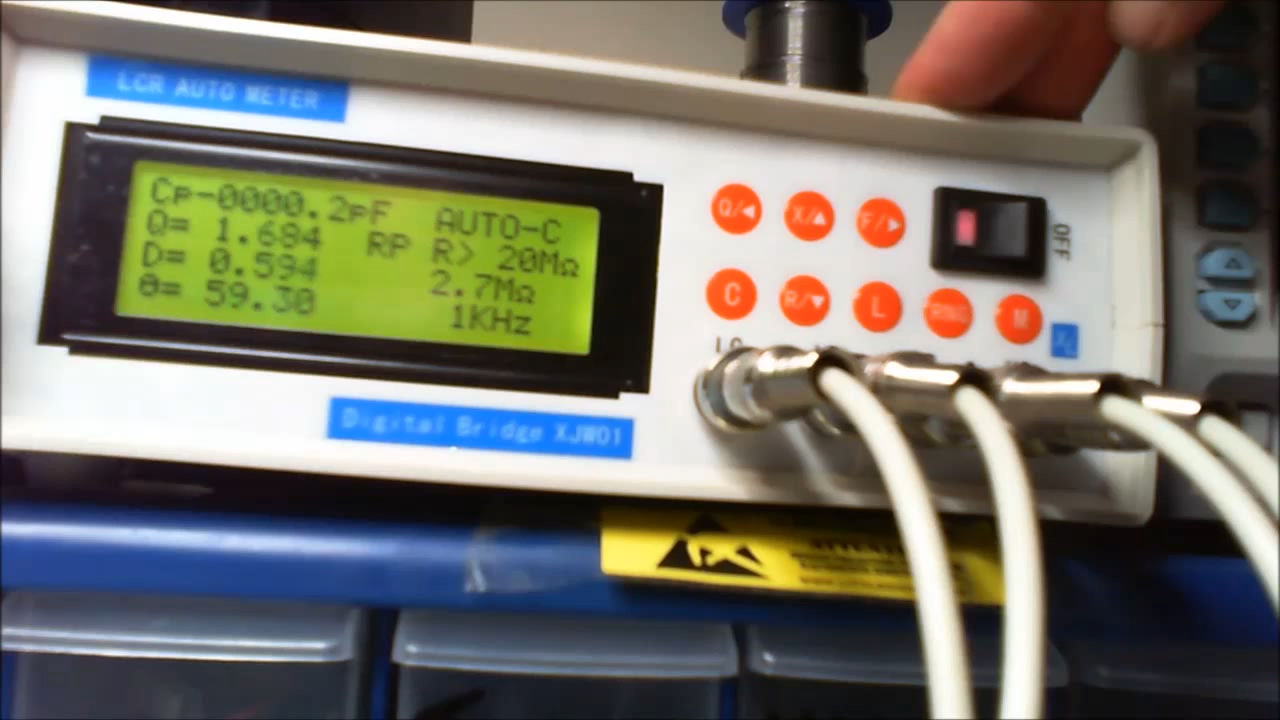 LCR AUTO METER
Cp-0000.2pF AUTO-C
Q= 1.684 RP R> 20MΩ
D= 0.594 2.7MΩ
θ= 59.30 1KHz
Digital Bridge XJW01
Q/◀ X/▲ F/▶
OFF
C R/▼ L RNG M